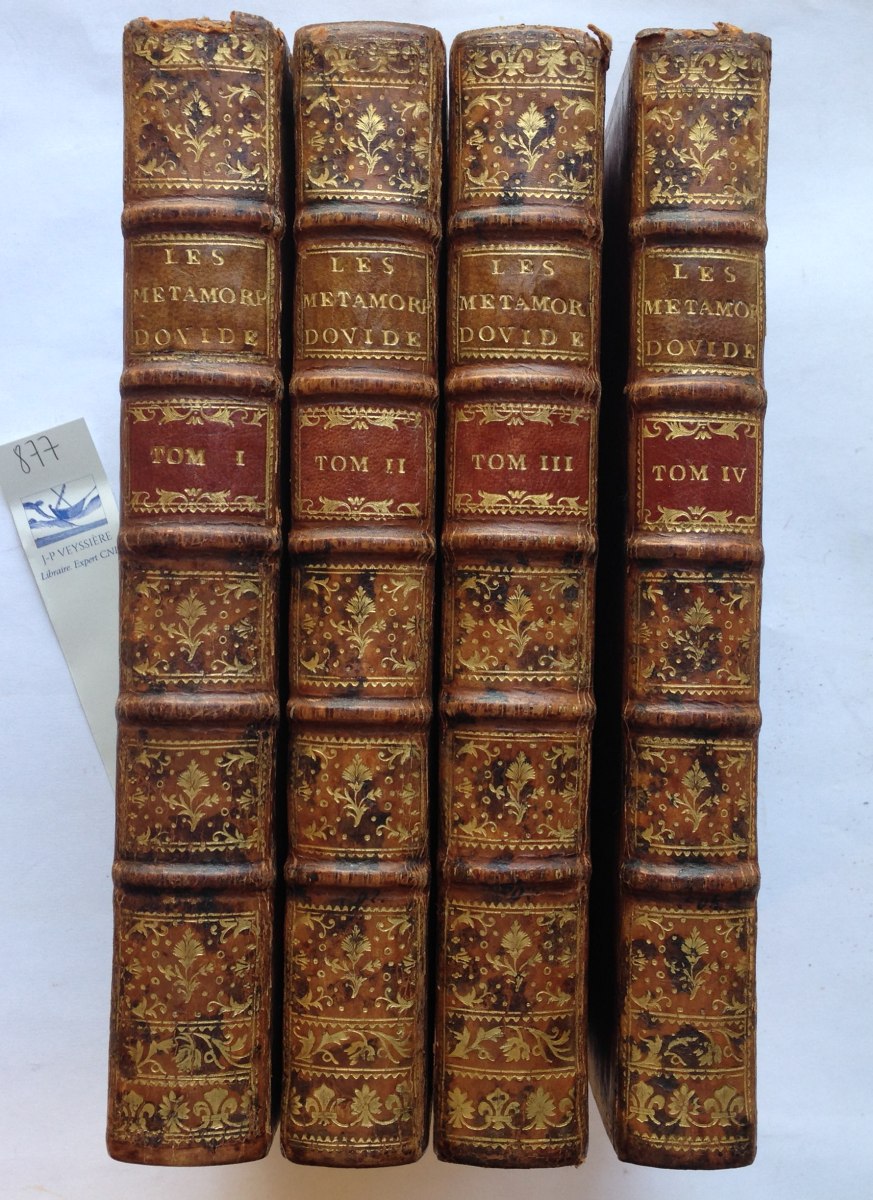 LES
METAMORP
DOVIDE
TOM I
LES
METAMORP
DOVIDE
TOM II
LES
METAMOR
DOVIDE
TOM III
LES
METAMOR
DOVIDE
TOM IV
877
J-P VEYSSIÈRE
Libraire Expert CNE